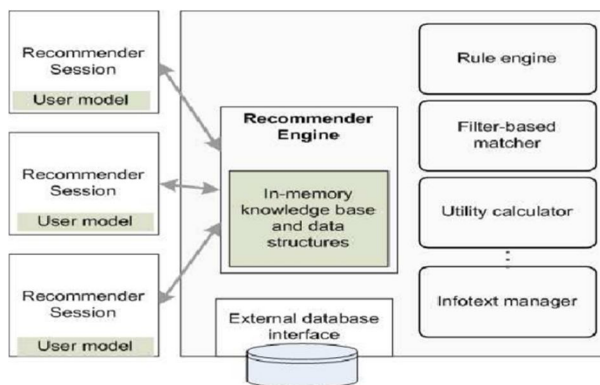 Recommender
Session
User model
Recommender
Session
User model
Recommender
Session
User model
Recommender
Engine
In-memory
knowledge base
and data
structures
External database
interface
Rule engine
Filter-based
matcher
Utility calculator
Infotext manager